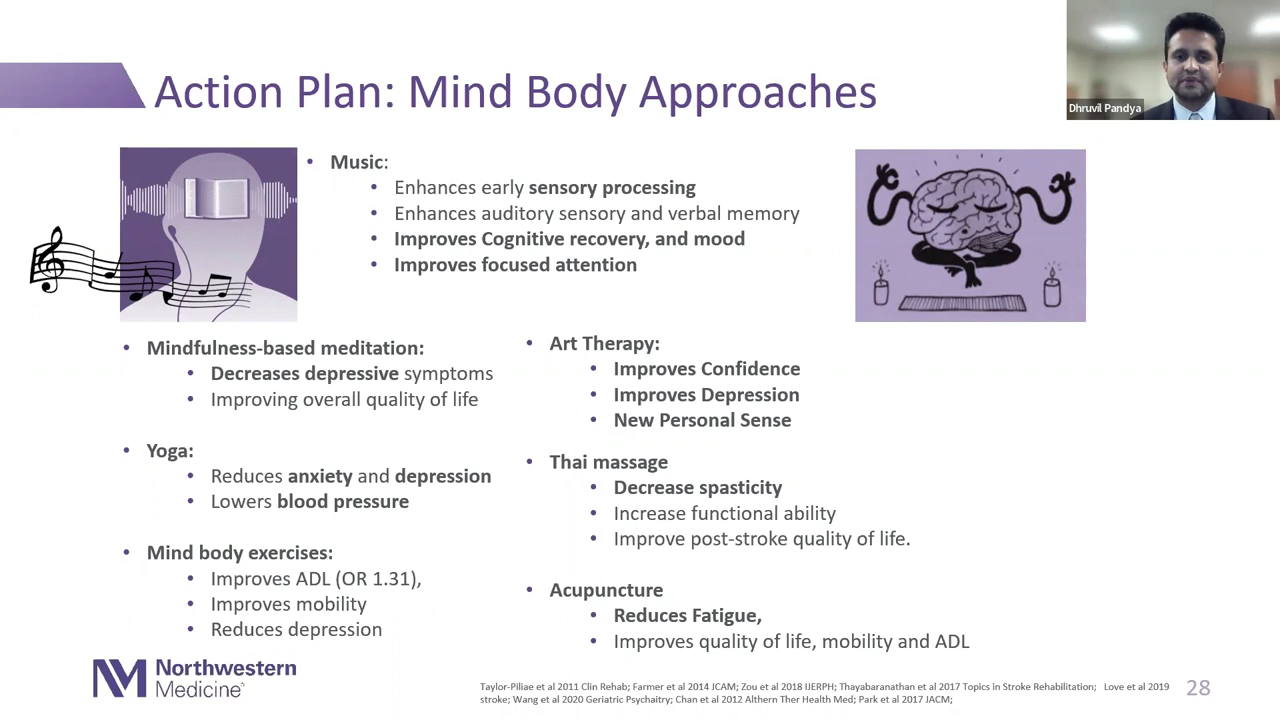 Action Plan: Mind Body Approaches
Dhruvil Pandya
• Music:
• Enhances early sensory processing
• Enhances auditory sensory and verbal memory
• Improves Cognitive recovery, and mood
• Improves focused attention
• Mindfulness-based meditation:
• Decreases depressive symptoms
• Improving overall quality of life
• Yoga:
• Reduces anxiety and depression
• Lowers blood pressure
• Mind body exercises:
• Improves ADL (OR 1.31),
• Improves mobility
• Reduces depression
• Art Therapy:
• Improves Confidence
• Improves Depression
• New Personal Sense
• Thai massage
• Decrease spasticity
• Increase functional ability
• Improve post-stroke quality of life.
• Acupuncture
• Reduces Fatigue,
• Improves quality of life, mobility and ADL
NM Northwestern
Medicine
Taylor-Piliae et al 2011 Clin Rehab; Farmer et al 2014 JCAM; Zou et al 2018 IJERPH; Thayabaranathan et al 2017 Topics in Stroke Rehabilitation; Love et al 2019
stroke; Wang et al 2020 Geriatric Psychaitry; Chan et al 2012 Althern Ther Health Med; Park et al 2017 JACM;
28